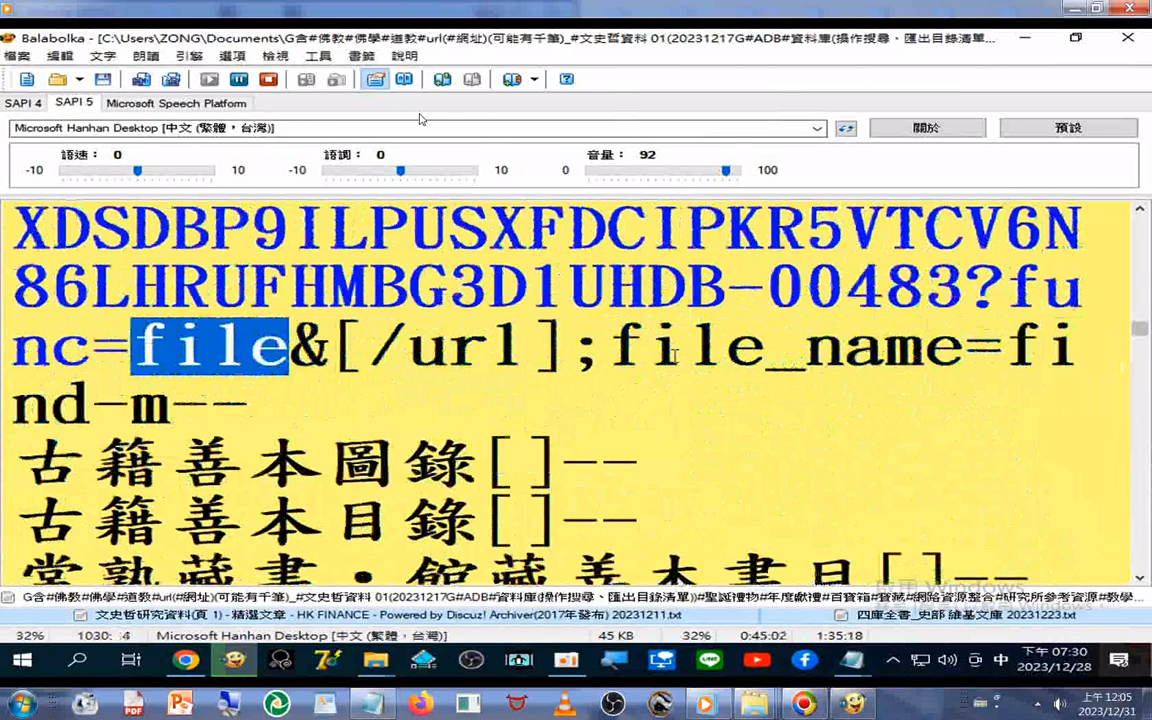 Balabolka - [C:\Users\ZONG\Documents\G含#佛教#佛學#道教#url(#網址)(可能有千筆)_#文史哲資料 01(20231217G#ADB#資料庫(操作搜尋、匯出目錄清單...
檔案 編輯 文字 朗讀 引擎 選項 檢視 工具 書籤 說明
SAPI 4 SAPI 5 Microsoft Speech Platform
Microsoft Hanhan Desktop [中文 (繁體，台灣)] 關於 預設
語速： 0 語調： 0 音量： 92
-10 10 -10 10 0 100
XDSDBP9ILPUSXFDCIPKR5VTCV6N
86LHRUFHMBG3D1UHDB-00483?fu
nc=file&[/url];file_name=fi
nd-m--
古籍善本圖錄[]--
古籍善本目錄[]--
常熟藏書．館藏善本書目[]--
G含#佛教#佛學#道教#url(#網址)(可能有千筆)_#文史哲資料 01(20231217G#ADB#資料庫(操作搜尋、匯出目錄清單))#聖誕禮物#年度獻禮#百寶箱#寶藏#網路資源整合#研究所參考資源#教學...
文史哲研究資料(頁 1) - 精選文章 - HK FINANCE - Powered by Discuz! Archiver(2017年發布) 20231211.txt 四庫全書_史部 維基文庫 20231223.txt
32% 1030: :4 Microsoft Hanhan Desktop [中文 (繁體，台灣)] 45 KB 32% 0:45:02 1:35:18
中 下午 07:30
2023/12/28
上午 12:05
2023/12/31